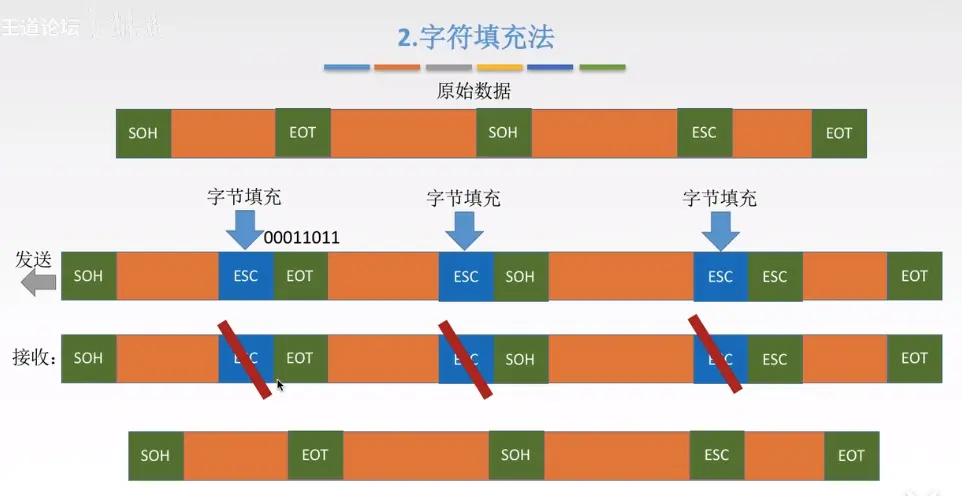 王道论坛
2.字符填充法
原始数据
SOH EOT SOH ESC EOT
字节填充 字节填充 字节填充
00011011
发送
SOH ESC EOT ESC SOH ESC ESC EOT
接收: SOH ESC EOT ESC SOH ESC ESC EOT
SOH EOT SOH ESC EOT